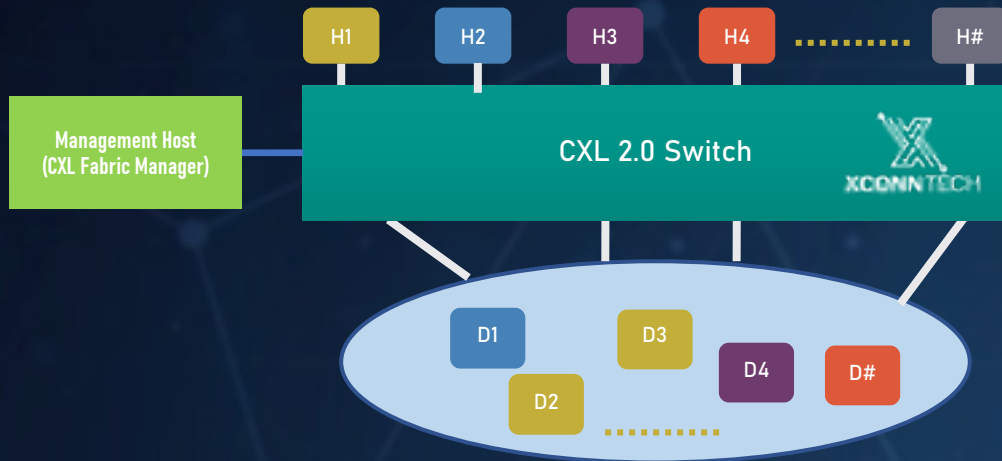 H1
H2
H3
H4
H#
Management Host
(CXL Fabric Manager)
CXL 2.0 Switch
XCONNTECH
D1
D3
D4
D#
D2